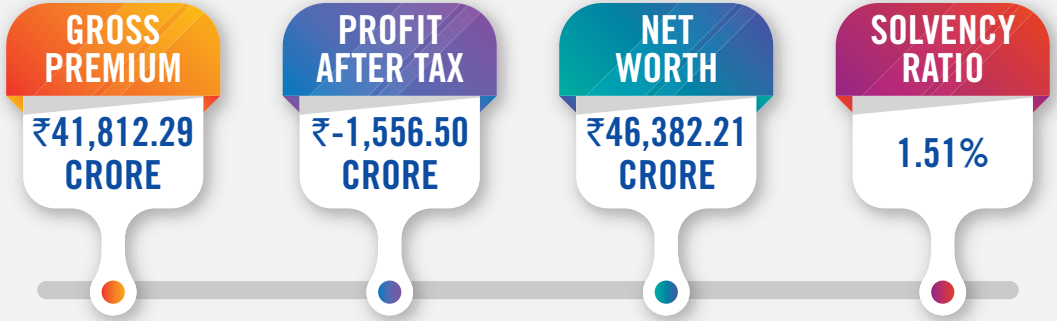 GROSS
PREMIUM
₹41,812.29
CRORE
PROFIT
AFTER TAX
₹-1,556.50
CRORE
NET
WORTH
₹46,382.21
CRORE
SOLVENCY
RATIO
1.51%